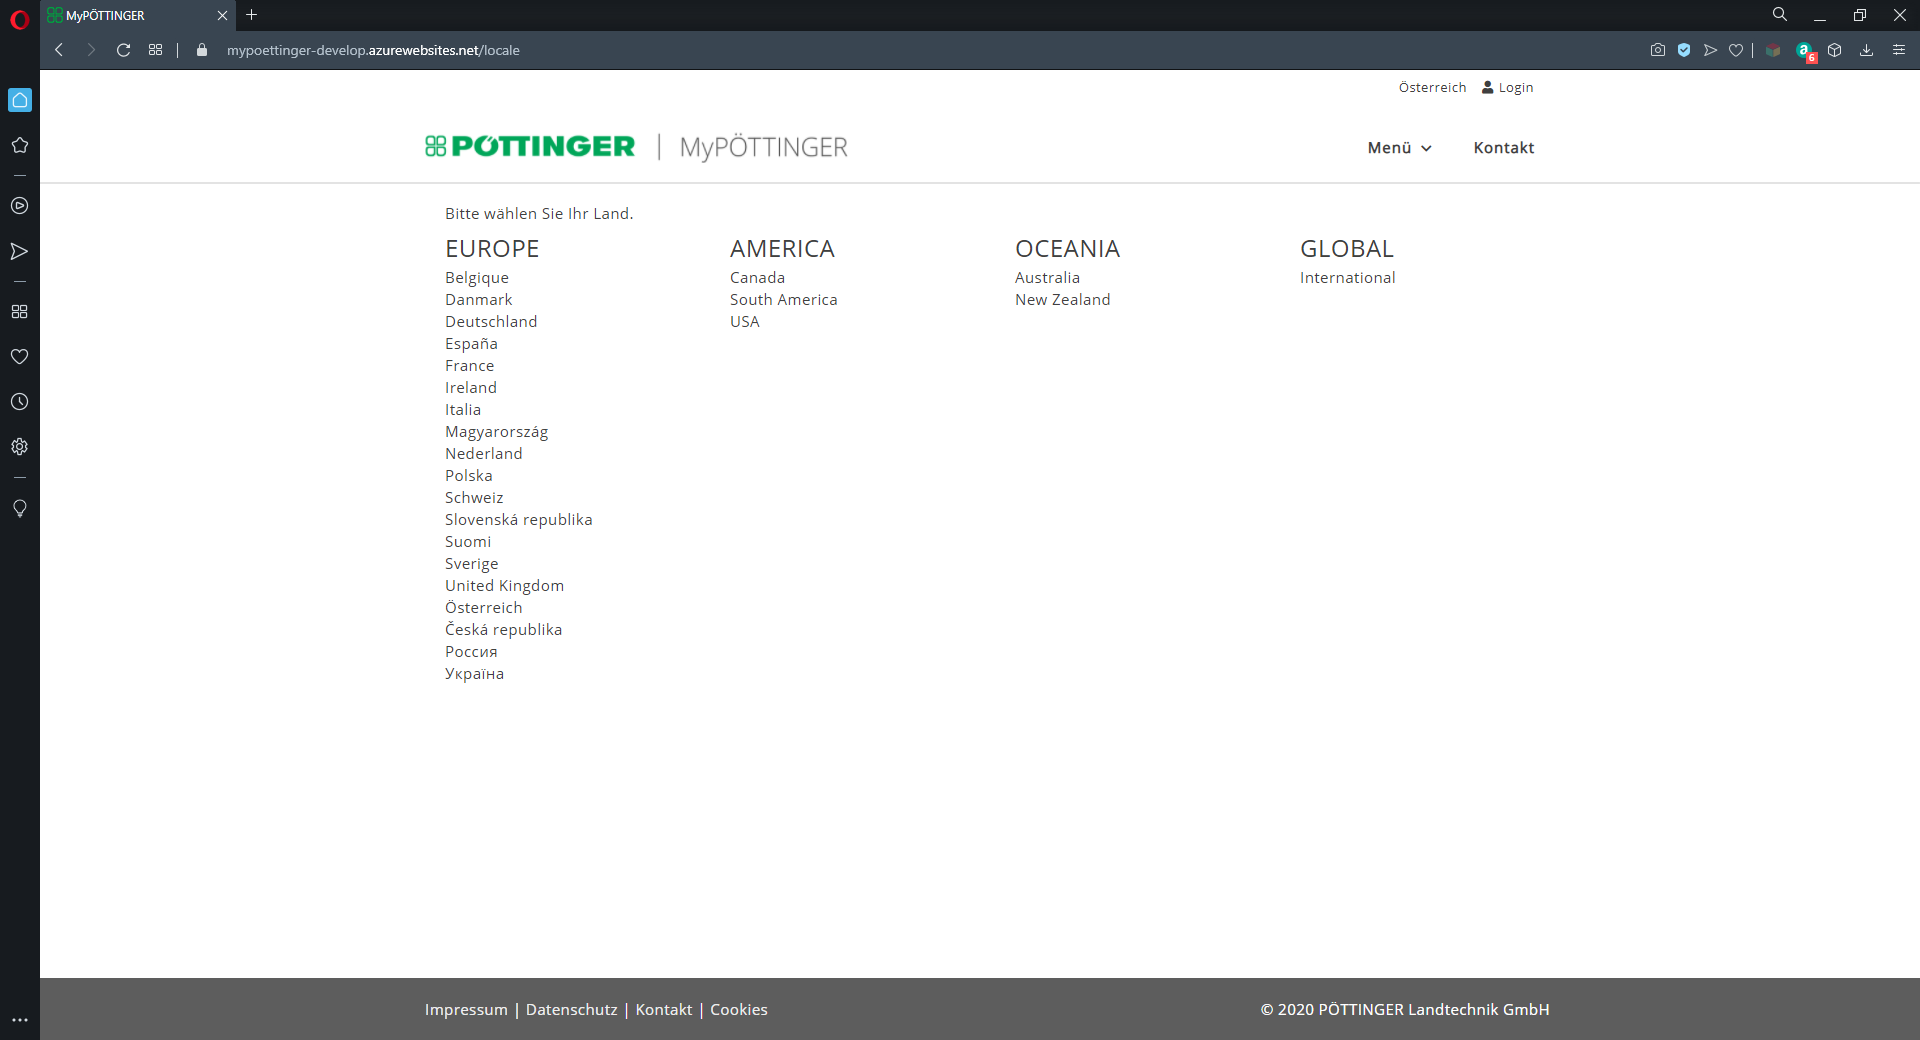 MyPÖTTINGER
mypoettinger-develop.azurewebsites.net/locale
6
Österreich Login
PÖTTINGER | MyPÖTTINGER
Menü Kontakt
Bitte wählen Sie Ihr Land.
EUROPE
Belgique
Danmark
Deutschland
España
France
Ireland
Italia
Magyarország
Nederland
Polska
Schweiz
Slovenská republika
Suomi
Sverige
United Kingdom
Österreich
Česká republika
Россия
Україна
AMERICA
Canada
South America
USA
OCEANIA
Australia
New Zealand
GLOBAL
International
Impressum | Datenschutz | Kontakt | Cookies
© 2020 PÖTTINGER Landtechnik GmbH